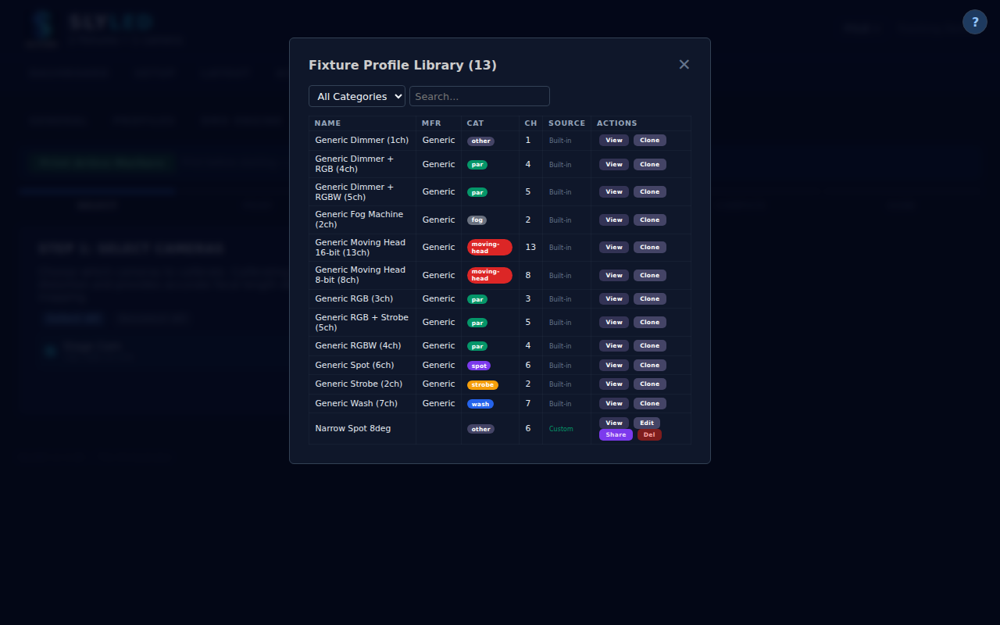 ?
Fixture Profile Library (13)
✕
All Categories
Search...
NAME MFR CAT CH SOURCE ACTIONS
Generic Dimmer (1ch) Generic other 1 Built-in View Clone
Generic Dimmer +
RGB (4ch) Generic par 4 Built-in View Clone
Generic Dimmer +
RGBW (5ch) Generic par 5 Built-in View Clone
Generic Fog Machine
(2ch) Generic fog 2 Built-in View Clone
Generic Moving Head
16-bit (13ch) Generic moving-
head 13 Built-in View Clone
Generic Moving Head
8-bit (8ch) Generic moving-
head 8 Built-in View Clone
Generic RGB (3ch) Generic par 3 Built-in View Clone
Generic RGB + Strobe
(5ch) Generic par 5 Built-in View Clone
Generic RGBW (4ch) Generic par 4 Built-in View Clone
Generic Spot (6ch) Generic spot 6 Built-in View Clone
Generic Strobe (2ch) Generic strobe 2 Built-in View Clone
Generic Wash (7ch) Generic wash 7 Built-in View Clone
Narrow Spot 8deg other 6 Custom View Edit
Share Del
SLYLED
STEP 1: SELECT CAMERAS